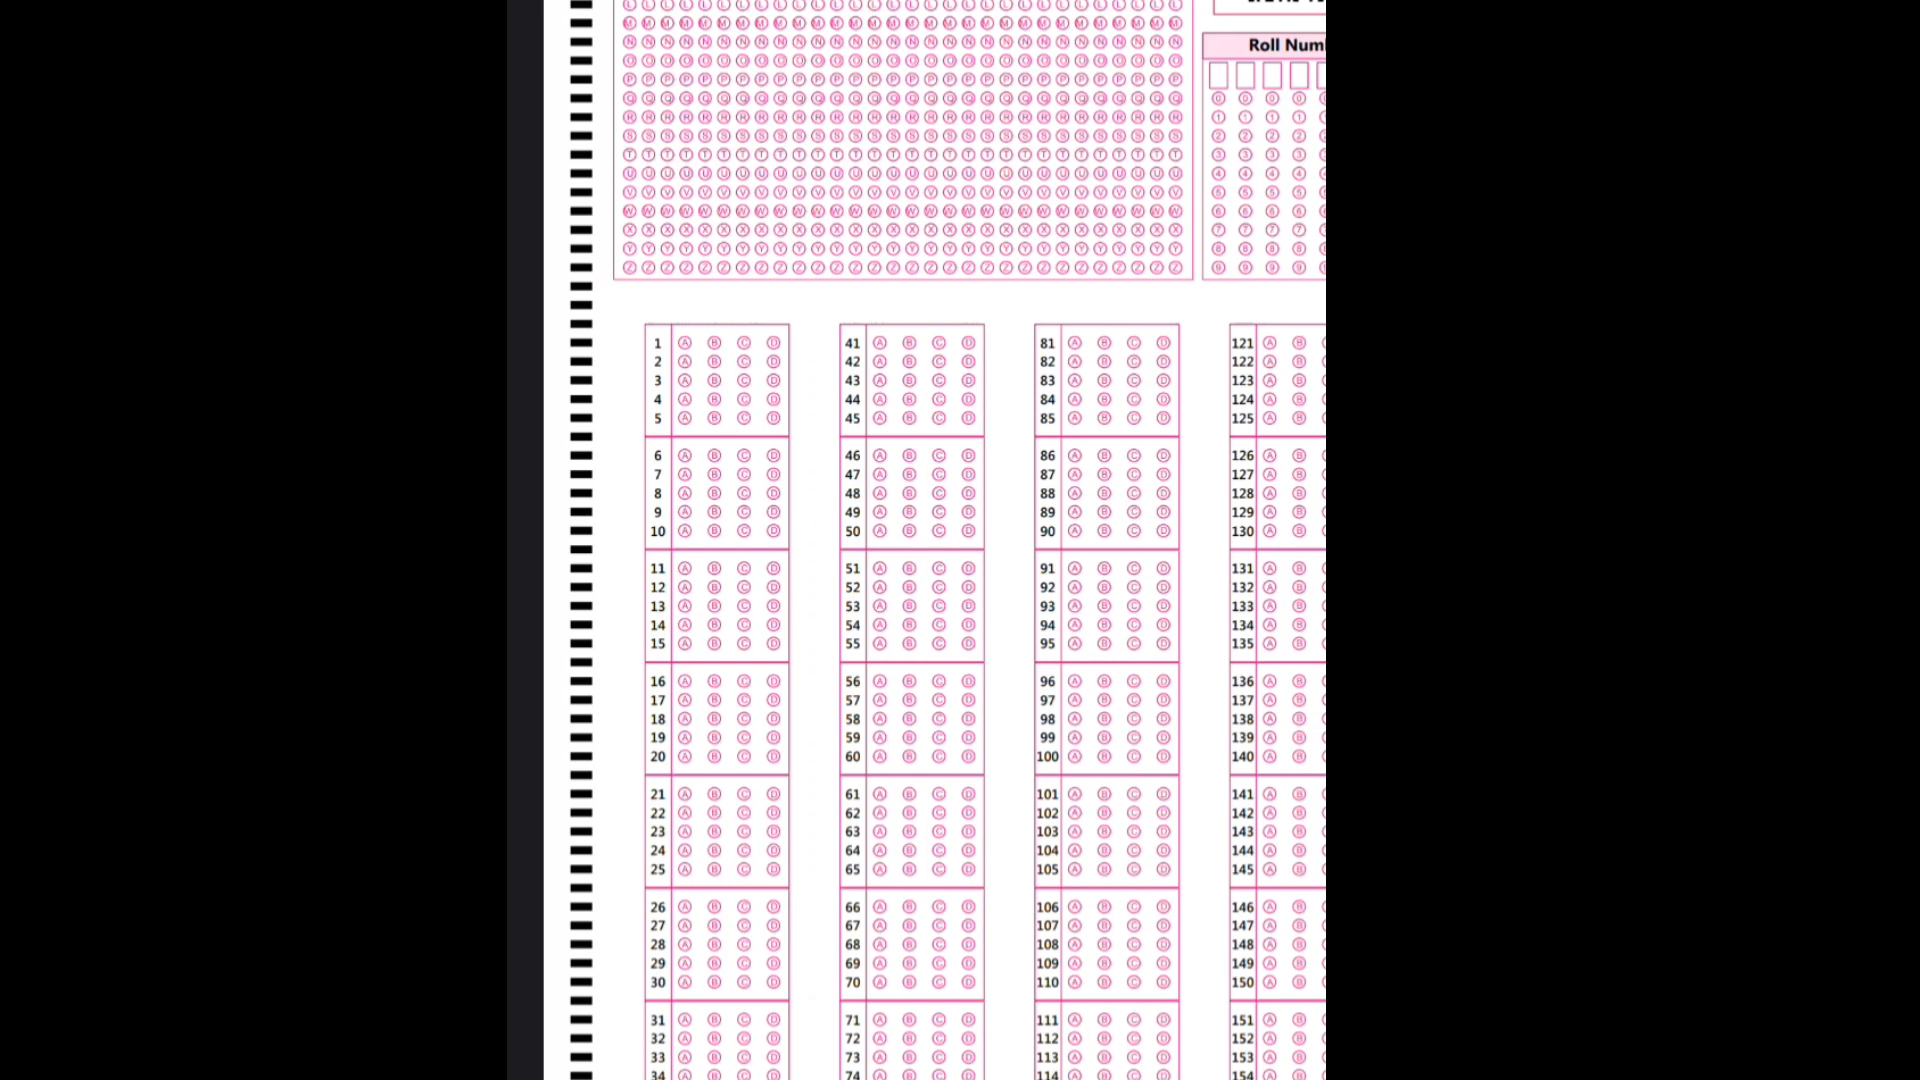 L L L L L L L L L L L L L L L L L L L L L L L L L L L L L L
M M M M M M M M M M M M M M M M M M M M M M M M M M M M M M
N N N N N N N N N N N N N N N N N N N N N N N N N N N N N N
O O O O O O O O O O O O O O O O O O O O O O O O O O O O O O
P P P P P P P P P P P P P P P P P P P P P P P P P P P P P P
Q Q Q Q Q Q Q Q Q Q Q Q Q Q Q Q Q Q Q Q Q Q Q Q Q Q Q Q Q Q
R R R R R R R R R R R R R R R R R R R R R R R R R R R R R R
S S S S S S S S S S S S S S S S S S S S S S S S S S S S S S
T T T T T T T T T T T T T T T T T T T T T T T T T T T T T T
U U U U U U U U U U U U U U U U U U U U U U U U U U U U U U
V V V V V V V V V V V V V V V V V V V V V V V V V V V V V V
W W W W W W W W W W W W W W W W W W W W W W W W W W W W W W
X X X X X X X X X X X X X X X X X X X X X X X X X X X X X X
Y Y Y Y Y Y Y Y Y Y Y Y Y Y Y Y Y Y Y Y Y Y Y Y Y Y Y Y Y Y
Z Z Z Z Z Z Z Z Z Z Z Z Z Z Z Z Z Z Z Z Z Z Z Z Z Z Z Z Z Z
Roll Num
0 0 0 0
1 1 1 1
2 2 2 2
3 3 3 3
4 4 4 4
5 5 5 5
6 6 6 6
7 7 7 7
8 8 8 8
9 9 9 9
1 A B C D 41 A B C D 81 A B C D 121 A B
2 A B C D 42 A B C D 82 A B C D 122 A B
3 A B C D 43 A B C D 83 A B C D 123 A B
4 A B C D 44 A B C D 84 A B C D 124 A B
5 A B C D 45 A B C D 85 A B C D 125 A B
6 A B C D 46 A B C D 86 A B C D 126 A B
7 A B C D 47 A B C D 87 A B C D 127 A B
8 A B C D 48 A B C D 88 A B C D 128 A B
9 A B C D 49 A B C D 89 A B C D 129 A B
10 A B C D 50 A B C D 90 A B C D 130 A B
11 A B C D 51 A B C D 91 A B C D 131 A B
12 A B C D 52 A B C D 92 A B C D 132 A B
13 A B C D 53 A B C D 93 A B C D 133 A B
14 A B C D 54 A B C D 94 A B C D 134 A B
15 A B C D 55 A B C D 95 A B C D 135 A B
16 A B C D 56 A B C D 96 A B C D 136 A B
17 A B C D 57 A B C D 97 A B C D 137 A B
18 A B C D 58 A B C D 98 A B C D 138 A B
19 A B C D 59 A B C D 99 A B C D 139 A B
20 A B C D 60 A B C D 100 A B C D 140 A B
21 A B C D 61 A B C D 101 A B C D 141 A B
22 A B C D 62 A B C D 102 A B C D 142 A B
23 A B C D 63 A B C D 103 A B C D 143 A B
24 A B C D 64 A B C D 104 A B C D 144 A B
25 A B C D 65 A B C D 105 A B C D 145 A B
26 A B C D 66 A B C D 106 A B C D 146 A B
27 A B C D 67 A B C D 107 A B C D 147 A B
28 A B C D 68 A B C D 108 A B C D 148 A B
29 A B C D 69 A B C D 109 A B C D 149 A B
30 A B C D 70 A B C D 110 A B C D 150 A B
31 A B C D 71 A B C D 111 A B C D 151 A B
32 A B C D 72 A B C D 112 A B C D 152 A B
33 A B C D 73 A B C D 113 A B C D 153 A B
34 A B C D 74 A B C D 114 A B C D 154 A B